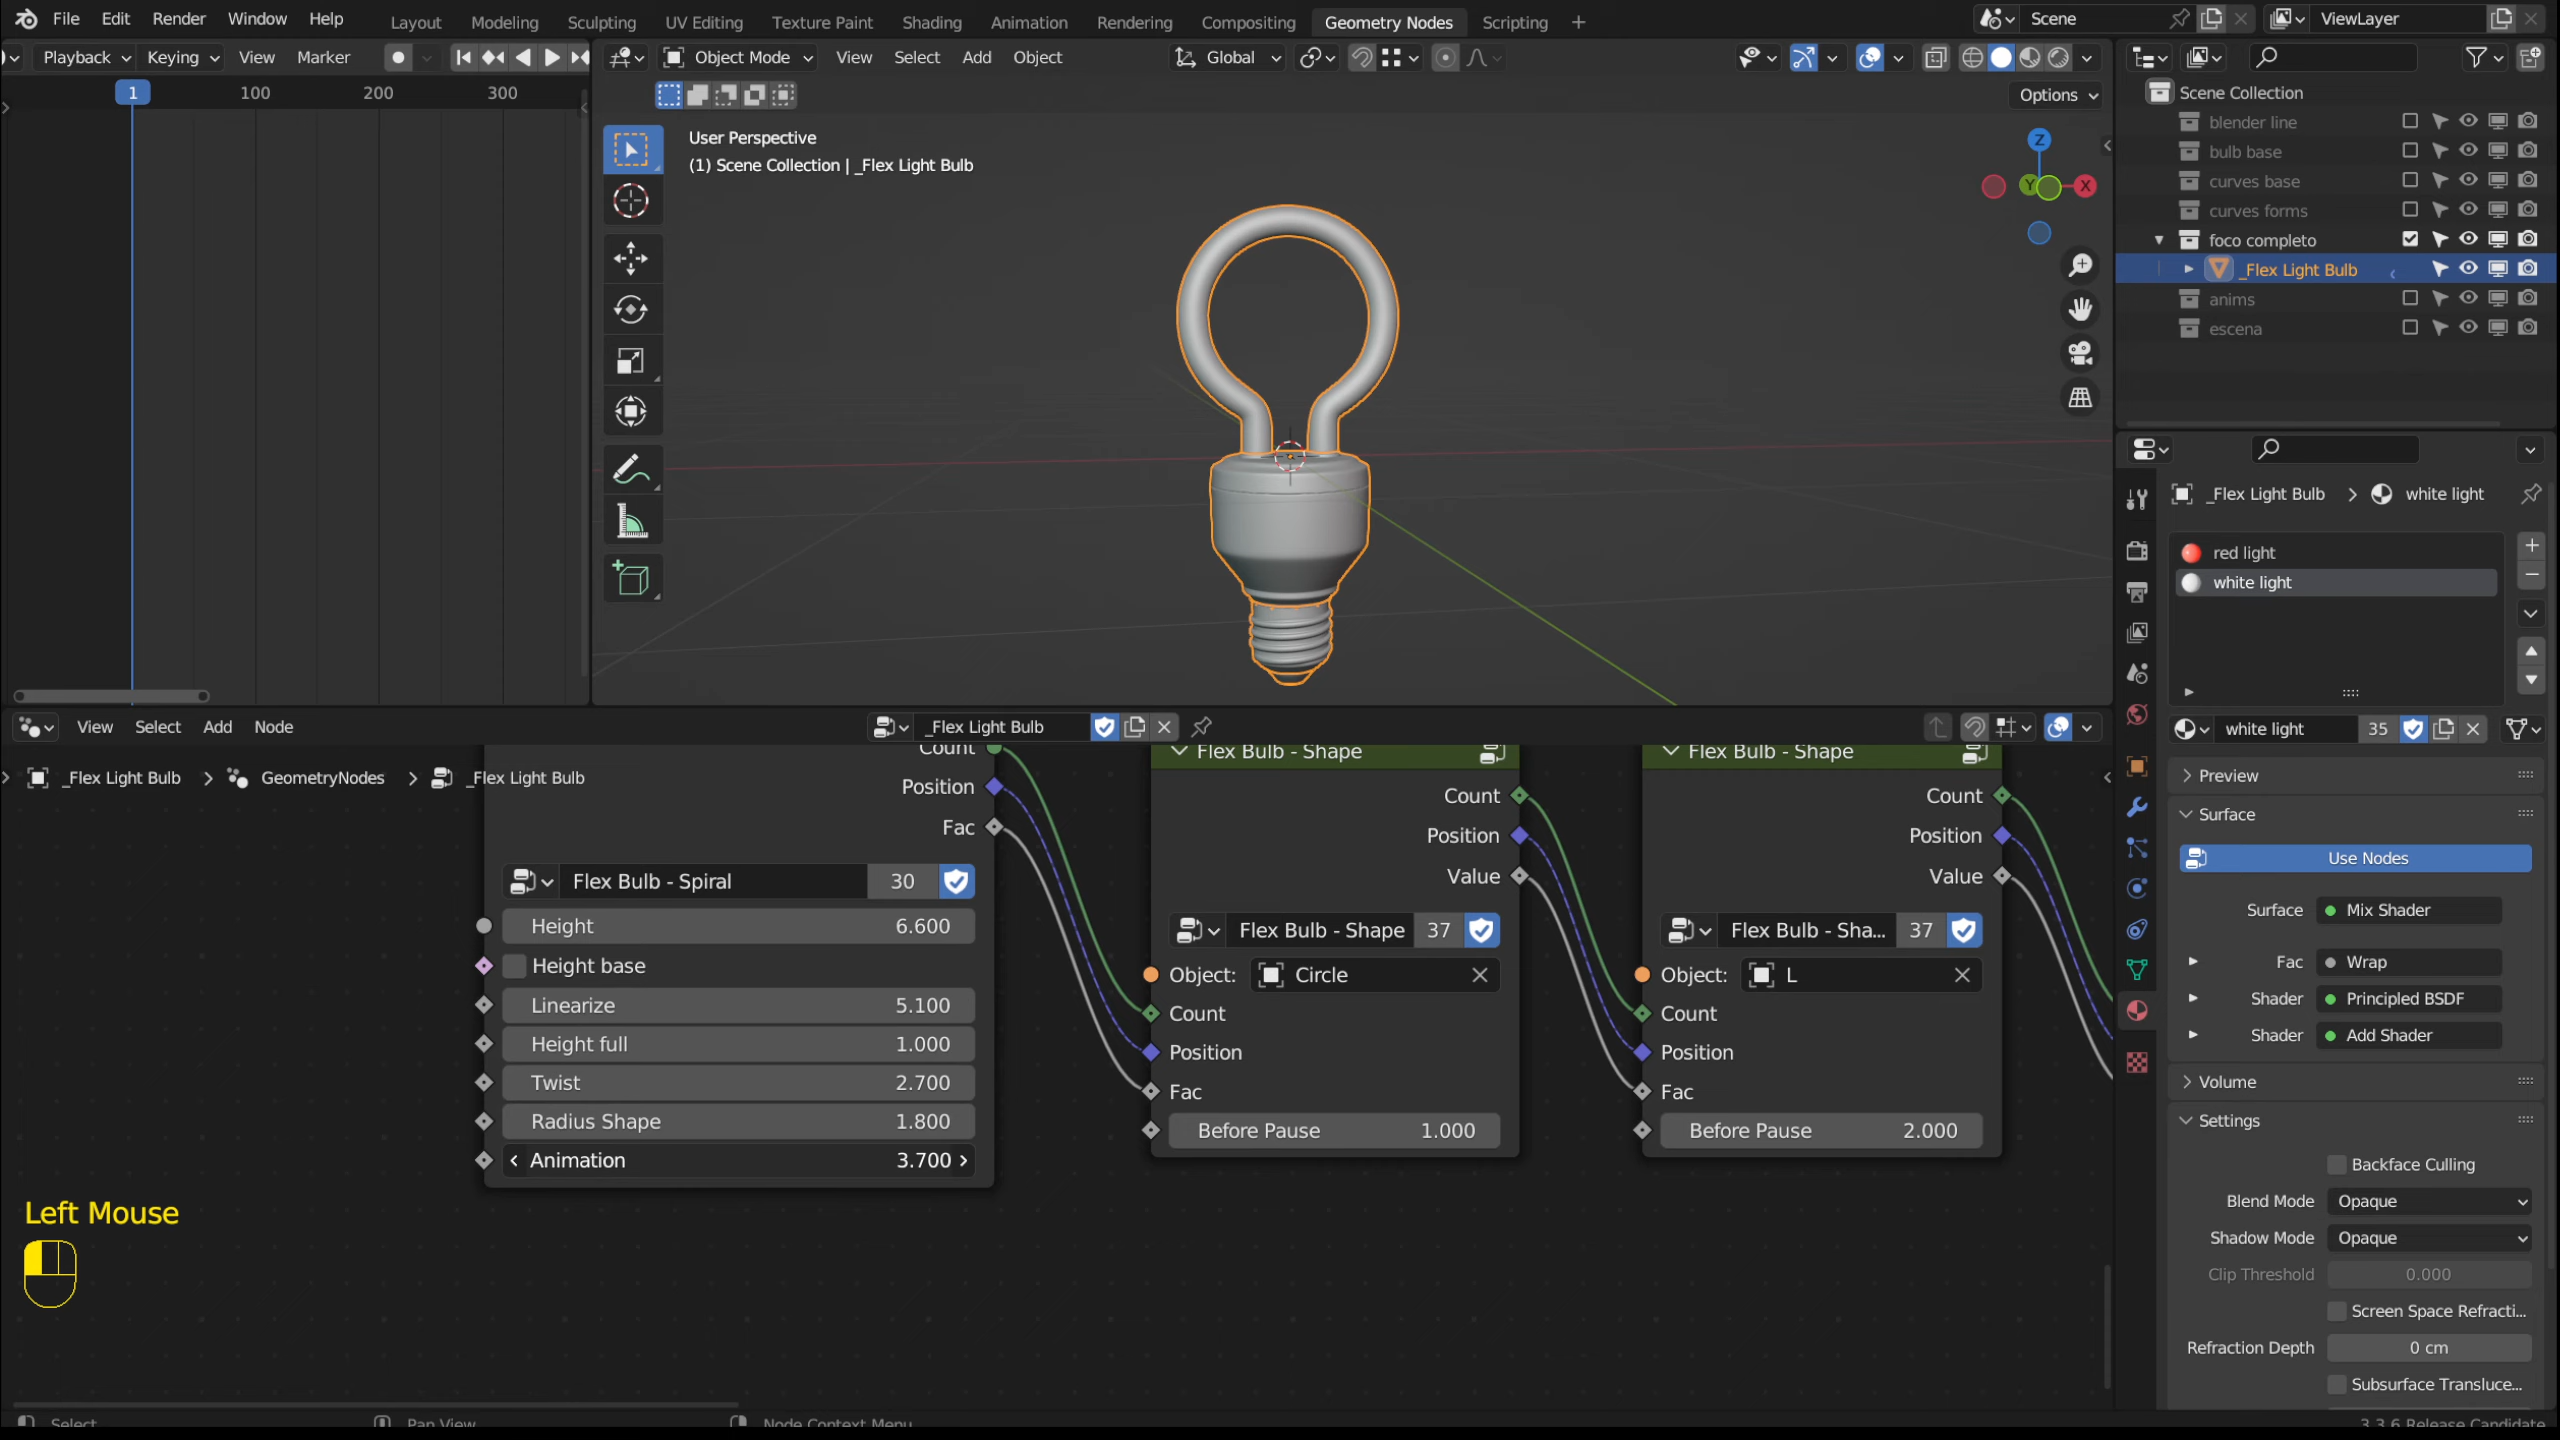 File Edit Render Window Help Layout Modeling Sculpting UV Editing Texture Paint Shading Animation Rendering Compositing Geometry Nodes Scripting + Scene ViewLayer
Playback Keying View Marker Object Mode View Select Add Object Global
1 100 200 300
Options
User Perspective
(1) Scene Collection | _Flex Light Bulb
Z
Y
X
Scene Collection
blender line
bulb base
curves base
curves forms
foco completo
_Flex Light Bulb
anims
escena
_Flex Light Bulb > white light
red light
white light
white light 35
Preview
Surface
Use Nodes
Surface Mix Shader
Fac Wrap
Shader Principled BSDF
Shader Add Shader
Volume
Settings
Backface Culling
Blend Mode Opaque
Shadow Mode Opaque
Clip Threshold 0.000
Screen Space Refracti...
Refraction Depth 0 cm
Subsurface Transluce...
View Select Add Node _Flex Light Bulb
_Flex Light Bulb > GeometryNodes > _Flex Light Bulb
Count
Position
Fac
Flex Bulb - Spiral 30
Height 6.600
Height base
Linearize 5.100
Height full 1.000
Twist 2.700
Radius Shape 1.800
Animation 3.700
Flex Bulb - Shape
Count
Position
Value
Flex Bulb - Shape 37
Object: Circle
Count
Position
Fac
Before Pause 1.000
Flex Bulb - Shape
Count
Position
Value
Flex Bulb - Sha... 37
Object: L
Count
Position
Fac
Before Pause 2.000
Left Mouse
Select Pan View Node Context Menu 3.3.6 Release Candidate